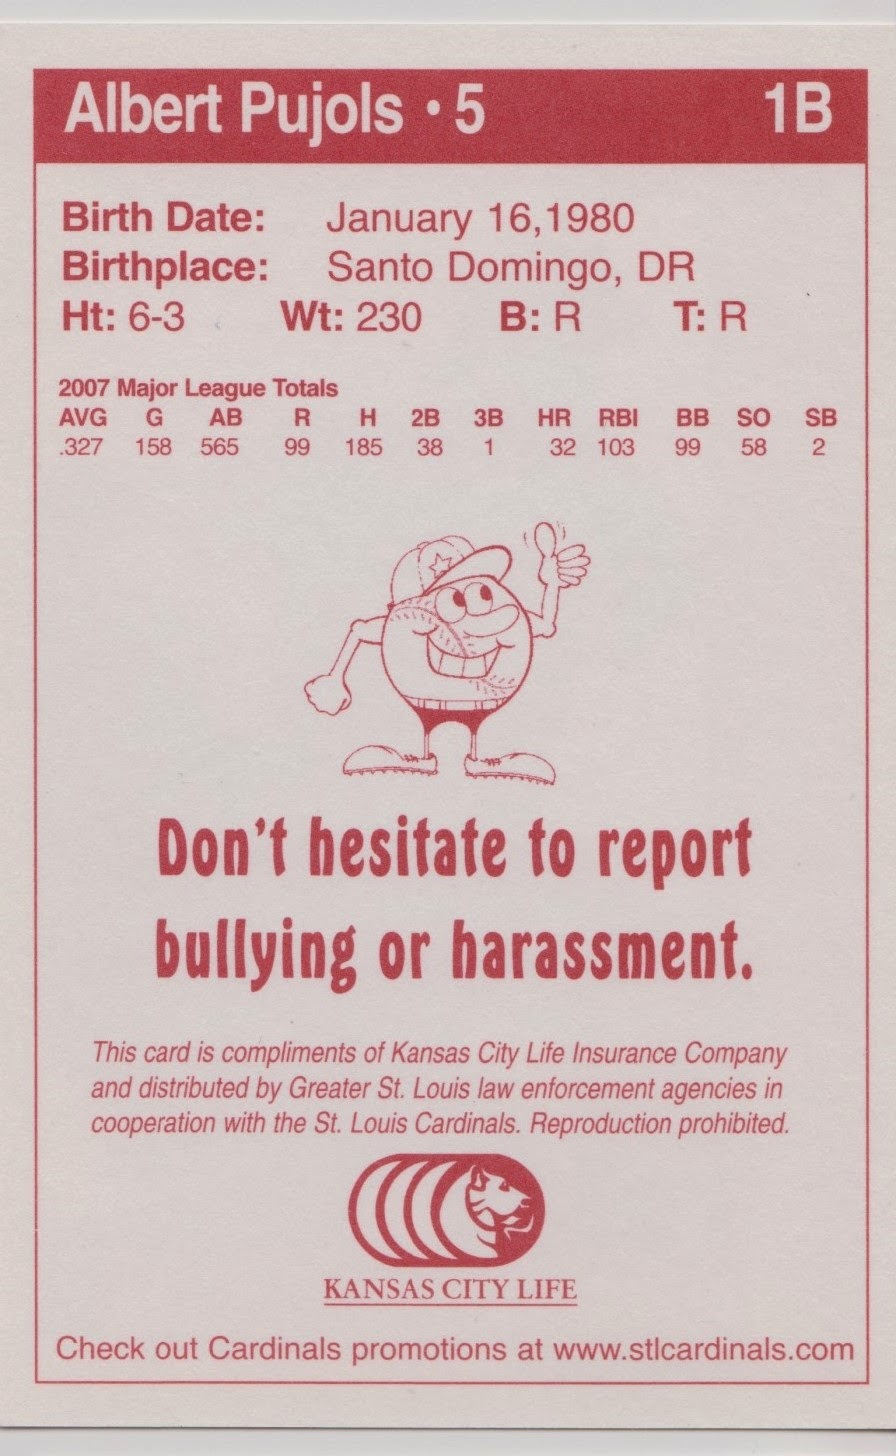 Albert Pujols • 5 1B
Birth Date: January 16,1980
Birthplace: Santo Domingo, DR
Ht: 6-3 Wt: 230 B: R T: R
2007 Major League Totals
AVG G AB R H 2B 3B HR RBI BB SO SB
.327 158 565 99 185 38 1 32 103 99 58 2
Don't hesitate to report
bullying or harassment.
This card is compliments of Kansas City Life Insurance Company
and distributed by Greater St. Louis law enforcement agencies in
cooperation with the St. Louis Cardinals. Reproduction prohibited.
KANSAS CITY LIFE
Check out Cardinals promotions at www.stlcardinals.com